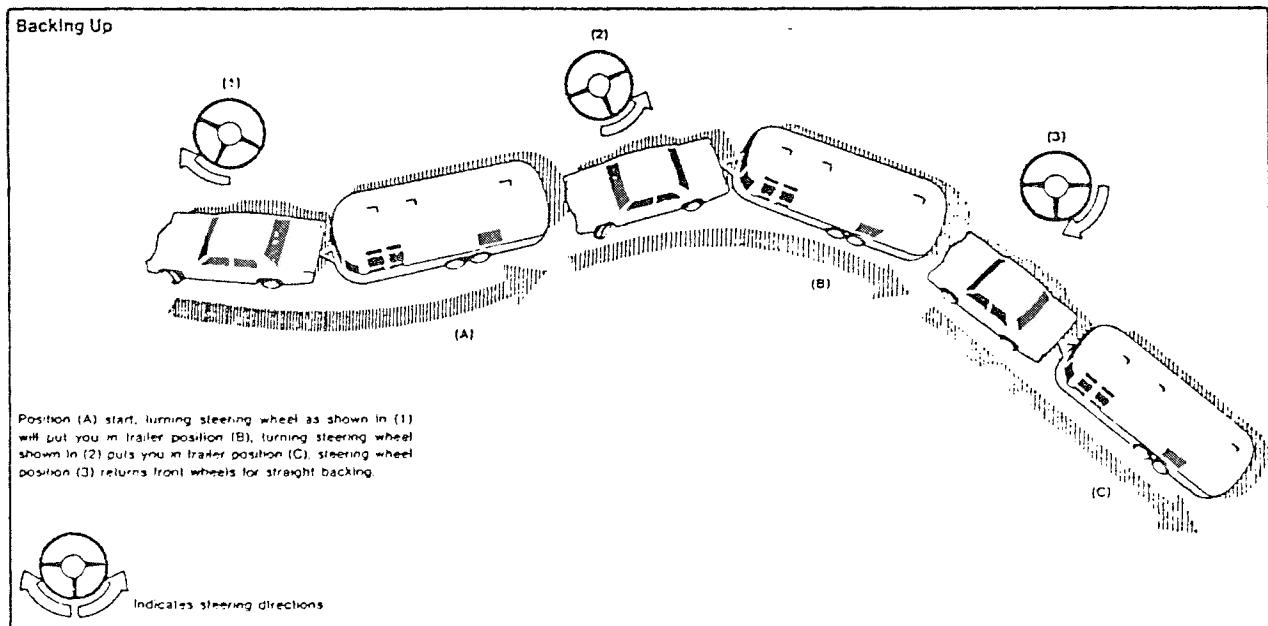 Backing Up
(2)
(1)
(3)
(B)
(A)
Position (A) start, turning steering wheel as shown in (1)
will put you in trailer position (B), turning steering wheel
shown in (2) puts you in trailer position (C), steering wheel
position (3) returns front wheels for straight backing.
(C)
Indicates steering directions